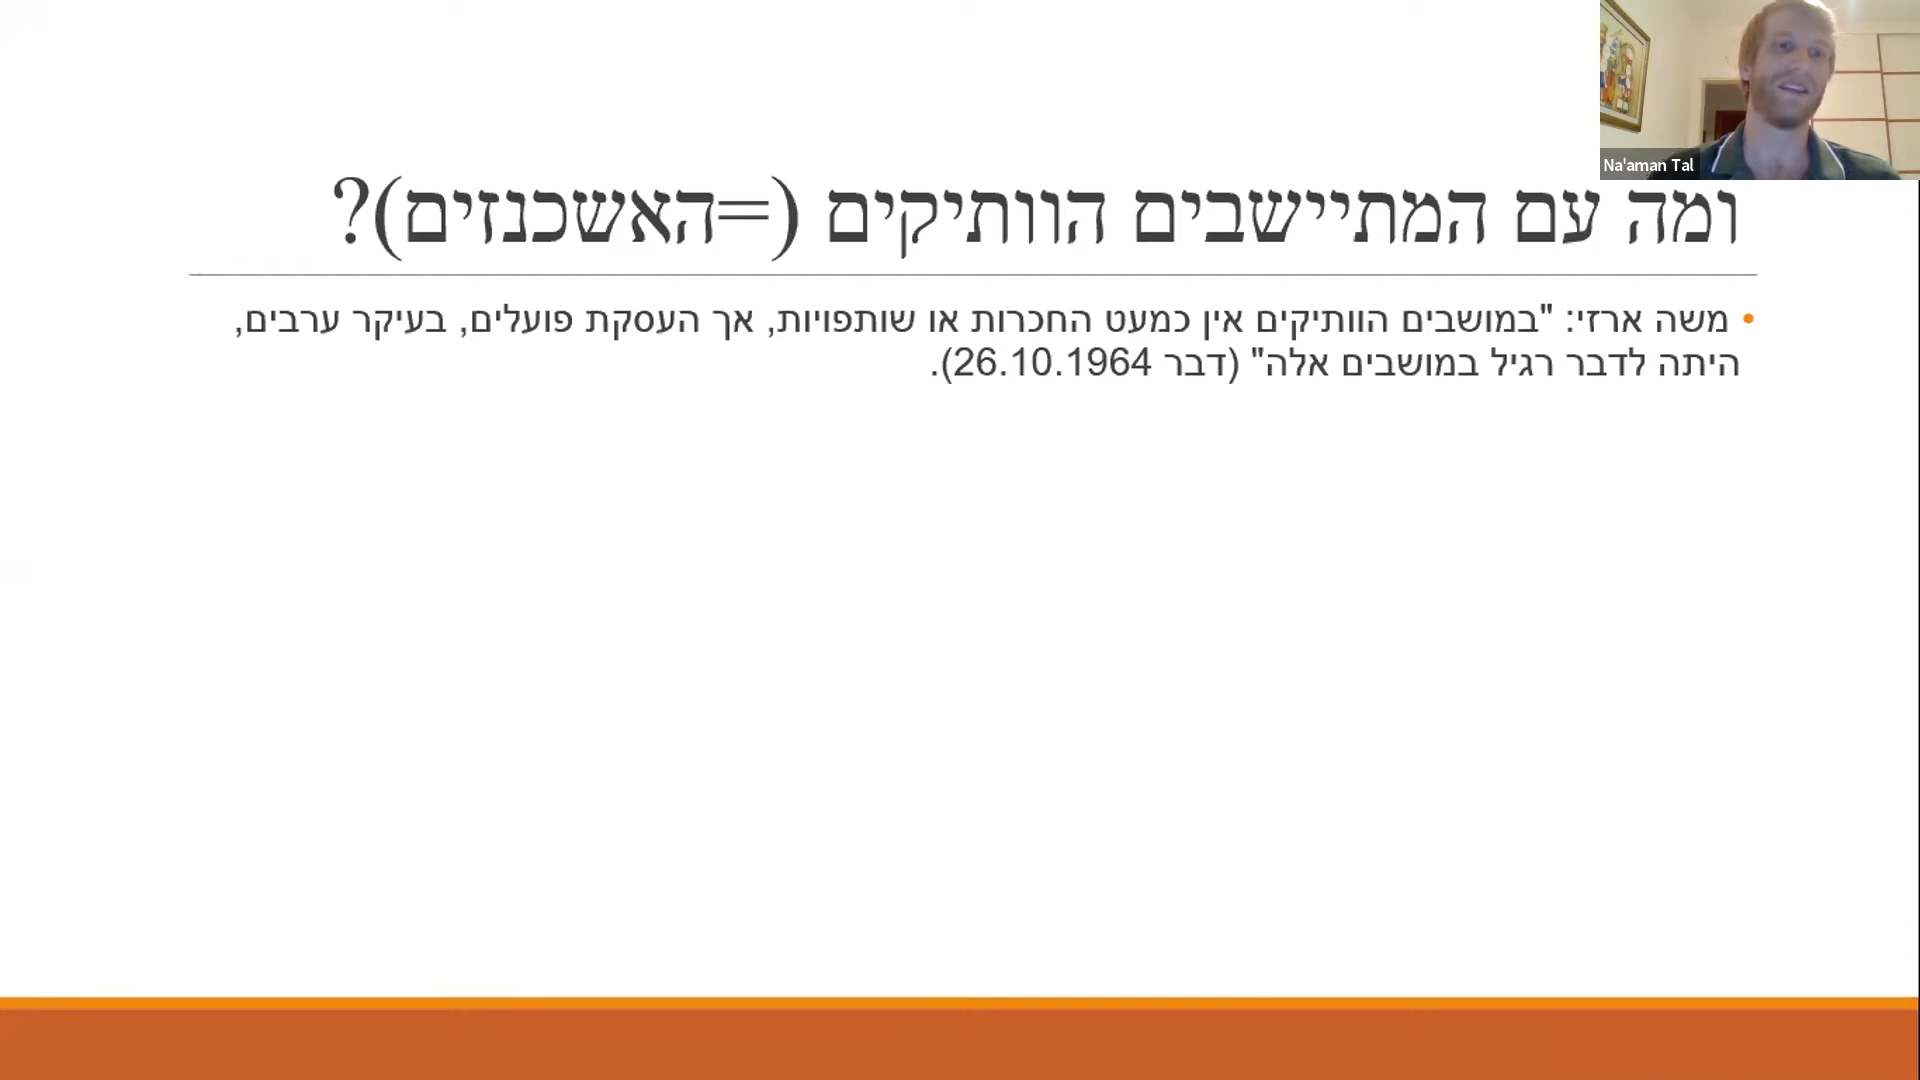 Na'aman Tal
ומה עם המתיישבים הוותיקים (=האשכנזים)?
• משה ארזי: "במושבים הוותיקים אין כמעט החכרות או שותפויות, אך העסקת פועלים, בעיקר ערבים,
היתה לדבר רגיל במושבים אלה" (דבר 26.10.1964).